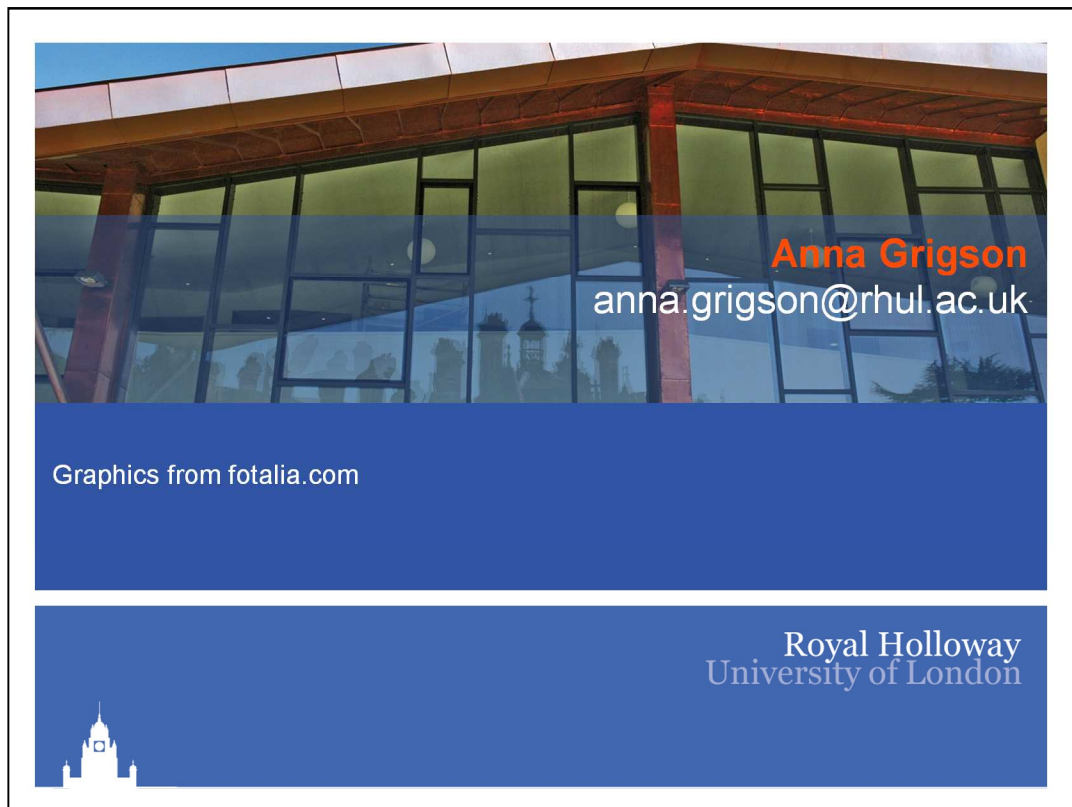 Anna Grigson
anna.grigson@rhul.ac.uk
Graphics from fotalia.com
Royal Holloway
University of London